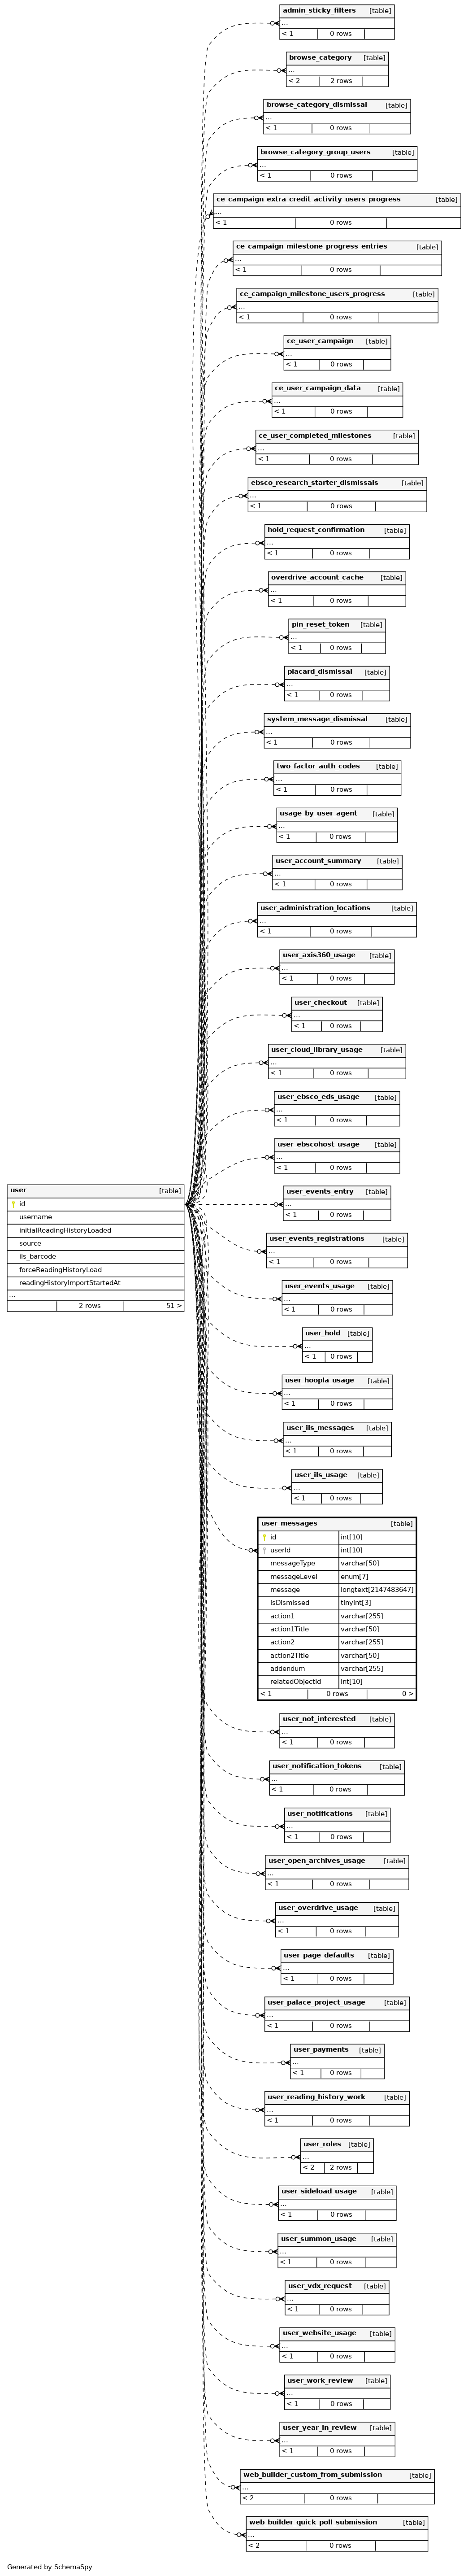 admin_sticky_filters [table]
...
< 1 0 rows
browse_category [table]
...
< 2 2 rows
browse_category_dismissal [table]
...
< 1 0 rows
browse_category_group_users [table]
...
< 1 0 rows
ce_campaign_extra_credit_activity_users_progress [table]
...
< 1 0 rows
ce_campaign_milestone_progress_entries [table]
...
< 1 0 rows
ce_campaign_milestone_users_progress [table]
...
< 1 0 rows
ce_user_campaign [table]
...
< 1 0 rows
ce_user_campaign_data [table]
...
< 1 0 rows
ce_user_completed_milestones [table]
...
< 1 0 rows
ebsco_research_starter_dismissals [table]
...
< 1 0 rows
hold_request_confirmation [table]
...
< 1 0 rows
overdrive_account_cache [table]
...
< 1 0 rows
pin_reset_token [table]
...
< 1 0 rows
placard_dismissal [table]
...
< 1 0 rows
system_message_dismissal [table]
...
< 1 0 rows
two_factor_auth_codes [table]
...
< 1 0 rows
usage_by_user_agent [table]
...
< 1 0 rows
user_account_summary [table]
...
< 1 0 rows
user_administration_locations [table]
...
< 1 0 rows
user_axis360_usage [table]
...
< 1 0 rows
user_checkout [table]
...
< 1 0 rows
user_cloud_library_usage [table]
...
< 1 0 rows
user_ebsco_eds_usage [table]
...
< 1 0 rows
user_ebscohost_usage [table]
...
< 1 0 rows
user [table]
id
username
initialReadingHistoryLoaded
source
ils_barcode
forceReadingHistoryLoad
readingHistoryImportStartedAt
...
2 rows 51 >
user_events_entry [table]
...
< 1 0 rows
user_events_registrations [table]
...
< 1 0 rows
user_events_usage [table]
...
< 1 0 rows
user_hold [table]
...
< 1 0 rows
user_hoopla_usage [table]
...
< 1 0 rows
user_ils_messages [table]
...
< 1 0 rows
user_ils_usage [table]
...
< 1 0 rows
user_messages [table]
id int[10]
userId int[10]
messageType varchar[50]
messageLevel enum[7]
message longtext[2147483647]
isDismissed tinyint[3]
action1 varchar[255]
action1Title varchar[50]
action2 varchar[255]
action2Title varchar[50]
addendum varchar[255]
relatedObjectId int[10]
< 1 0 rows 0 >
user_not_interested [table]
...
< 1 0 rows
user_notification_tokens [table]
...
< 1 0 rows
user_notifications [table]
...
< 1 0 rows
user_open_archives_usage [table]
...
< 1 0 rows
user_overdrive_usage [table]
...
< 1 0 rows
user_page_defaults [table]
...
< 1 0 rows
user_palace_project_usage [table]
...
< 1 0 rows
user_payments [table]
...
< 1 0 rows
user_reading_history_work [table]
...
< 1 0 rows
user_roles [table]
...
< 2 2 rows
user_sideload_usage [table]
...
< 1 0 rows
user_summon_usage [table]
...
< 1 0 rows
user_vdx_request [table]
...
< 1 0 rows
user_website_usage [table]
...
< 1 0 rows
user_work_review [table]
...
< 1 0 rows
user_year_in_review [table]
...
< 1 0 rows
web_builder_custom_from_submission [table]
...
< 2 0 rows
web_builder_quick_poll_submission [table]
...
< 2 0 rows
Generated by SchemaSpy